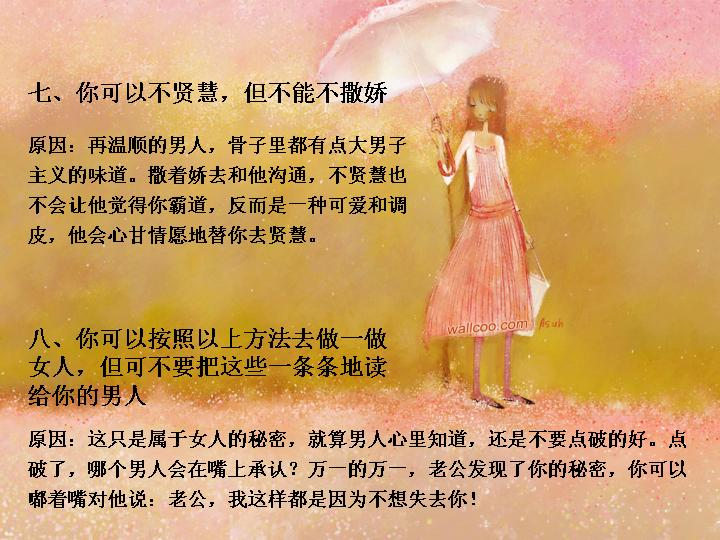 七、你可以不贤慧，但不能不撒娇
原因：再温顺的男人，骨子里都有点大男子
主义的味道。撒着娇去和他沟通，不贤慧也
不会让他觉得你霸道，反而是一种可爱和调
皮，他会心甘情愿地替你去贤慧。
八、你可以按照以上方法去做一做
女人，但可不要把这些一条条地读
给你的男人
wallcoo.com
Asuh
原因：这只是属于女人的秘密，就算男人心里知道，还是不要点破的好。点
破了，哪个男人会在嘴上承认？万一的万一，老公发现了你的秘密，你可以
嘟着嘴对他说：老公，我这样都是因为不想失去你！